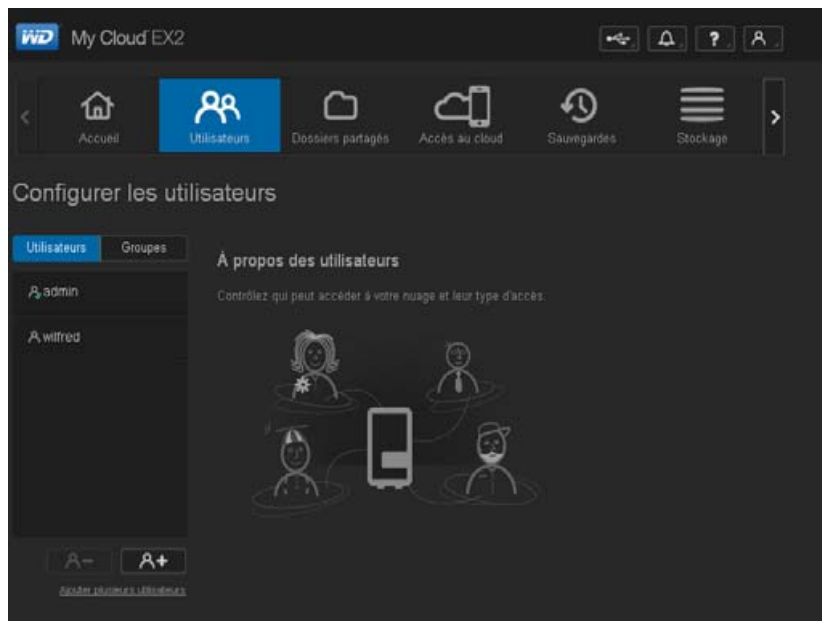 WD My Cloud EX2
?
Accueil
Utilisateurs
Dossiers partagés
Accès au cloud
Sauvegardes
Stockage
Configurer les utilisateurs
Utilisateurs Groupes
À propos des utilisateurs
Contrôlez qui peut accéder à votre nuage et leur type d'accès.
admin
wilfred
Ajouter plusieurs utilisateurs